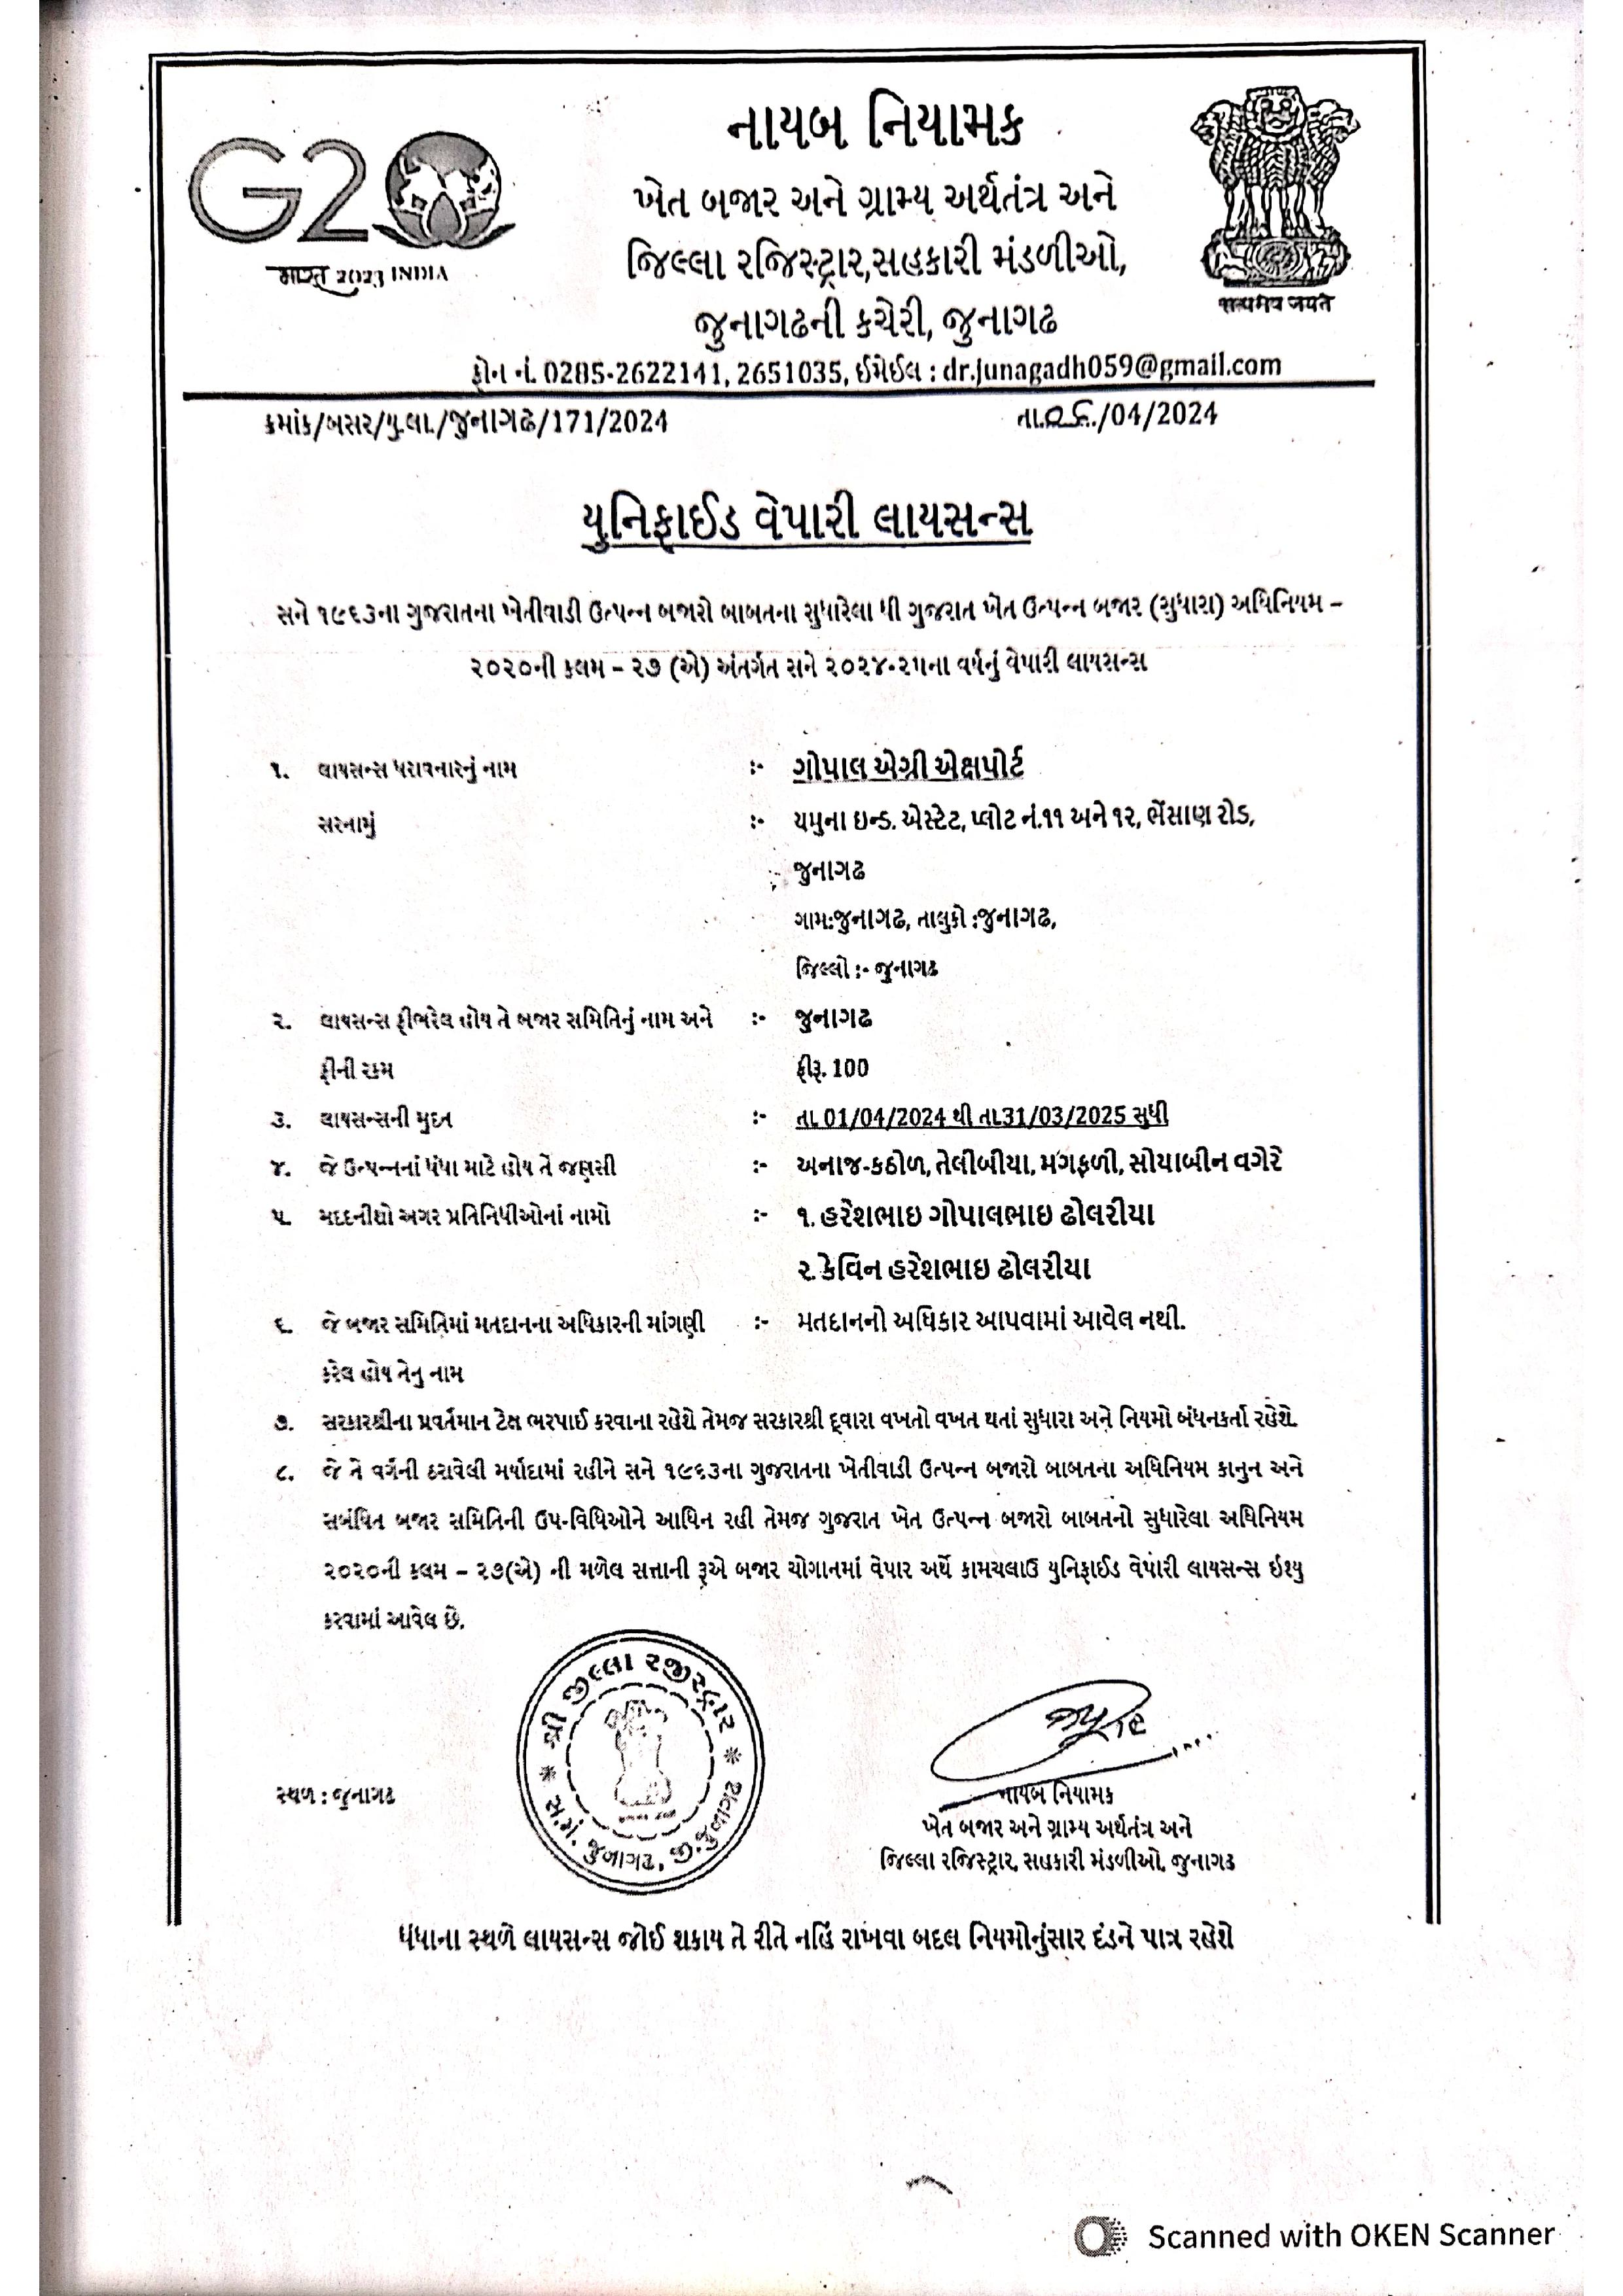 નાયબ નિયામક
ખેત બજાર અને ગ્રામ્ય અર્થતંત્ર અને
જિલ્લા રજિસ્ટ્રાર,સહકારી મંડળીઓ,
જુનાગઢની કચેરી, જુનાગઢ
G20
भारत 2023 INDIA
सत्यमेव जयते
ફોન નં. 0285-2622141, 2651035, ઈમેઈલ : dr.junagadh059@gmail.com
ક્રમાંક/બસર/યુ.લા./જુનાગઢ/171/2024
તા.૦૬/04/2024
યુનિફાઈડ વેપારી લાયસન્સ
સને ૧૯૬૩ના ગુજરાતના ખેતીવાડી ઉત્પન્ન બજારો બાબતના સુધારેલા ધી ગુજરાત ખેત ઉત્પન્ન બજાર (સુધારા) અધિનિયમ –
૨૦૨૦ની કલમ – ૨૭ (એ) અંતર્ગત સને ૨૦૨૪-૨૫ના વર્ષનું વેપારી લાયસન્સ
૧. લાયસન્સ ધરાવનારનું નામ :- ગોપાલ એગ્રી એક્ષપોર્ટ
સરનામું :- યમુના ઇન્ડ. એસ્ટેટ, પ્લોટ નં.૧૧ અને ૧૨, ભેંસાણ રોડ,
જુનાગઢ
ગામ:જુનાગઢ, તાલુકો :જુનાગઢ,
જિલ્લો :- જુનાગઢ
૨. લાયસન્સ ફીભરેલ હોય તે બજાર સમિતિનું નામ અને :- જુનાગઢ
ફીની રકમ ફીરૂ. 100
૩. લાયસન્સની મુદત :- તા. 01/04/2024 થી તા.31/03/2025 સુધી
૪. જે ઉત્પન્નનાં ધંધા માટે હોય તે જણસી :- અનાજ-કઠોળ, તેલીબીયા, મગફળી, સોયાબીન વગેરે
૫. મદદનીશો અગર પ્રતિનિધીઓનાં નામો :- ૧. હરેશભાઇ ગોપાલભાઇ ઢોલરીયા
૨. કેવિન હરેશભાઇ ઢોલરીયા
૬. જે બજાર સમિતિમાં મતદાનના અધિકારની માંગણી :- મતદાનનો અધિકાર આપવામાં આવેલ નથી.
કરેલ હોય તેનુ નામ
૭. સરકારશ્રીના પ્રવર્તમાન ટેક્ષ ભરપાઈ કરવાના રહેશે તેમજ સરકારશ્રી દ્વારા વખતો વખત થતાં સુધારા અને નિયમો બંધનકર્તા રહેશે.
૮. જે તે વર્ગની ઠરાવેલી મર્યાદામાં રહીને સને ૧૯૬૩ના ગુજરાતના ખેતીવાડી ઉત્પન્ન બજારો બાબતના અધિનિયમ કાનુન અને
સબંધિત બજાર સમિતિની ઉપ-વિધિઓને આધિન રહી તેમજ ગુજરાત ખેત ઉત્પન્ન બજારો બાબતનો સુધારેલા અધિનિયમ
૨૦૨૦ની કલમ – ૨૭(એ) ની મળેલ સત્તાની રૂએ બજાર ચોગાનમાં વેપાર અર્થે કામચલાઉ યુનિફાઈડ વેપારી લાયસન્સ ઇશ્યુ
કરવામાં આવેલ છે.
શ્રી જીલ્લા રજીસ્ટ્રાર
સ.મં. જુનાગઢ, જી.જુનાગઢ
સ્થળ : જુનાગઢ
નાયબ નિયામક
ખેત બજાર અને ગ્રામ્ય અર્થતંત્ર અને
જિલ્લા રજિસ્ટ્રાર, સહકારી મંડળીઓ, જુનાગઢ
ધંધાના સ્થળે લાયસન્સ જોઈ શકાય તે રીતે નહિં રાખવા બદલ નિયમોનુંસાર દંડને પાત્ર રહેશે
Scanned with OKEN Scanner